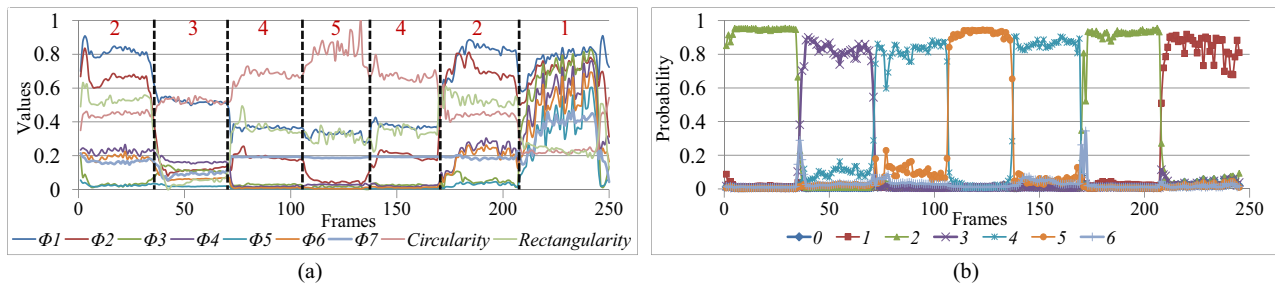 2 3 4 5 4 2 1
1
0.8
0.6
0.4
0.2
0
Values
0 50 100 150 200 250
Frames
Φ1 Φ2 Φ3 Φ4 Φ5 Φ6 Φ7 Circularity Rectangularity
(a)
1
0.8
0.6
0.4
0.2
0
Probability
0 50 100 150 200 250
Frames
0 1 2 3 4 5 6
(b)